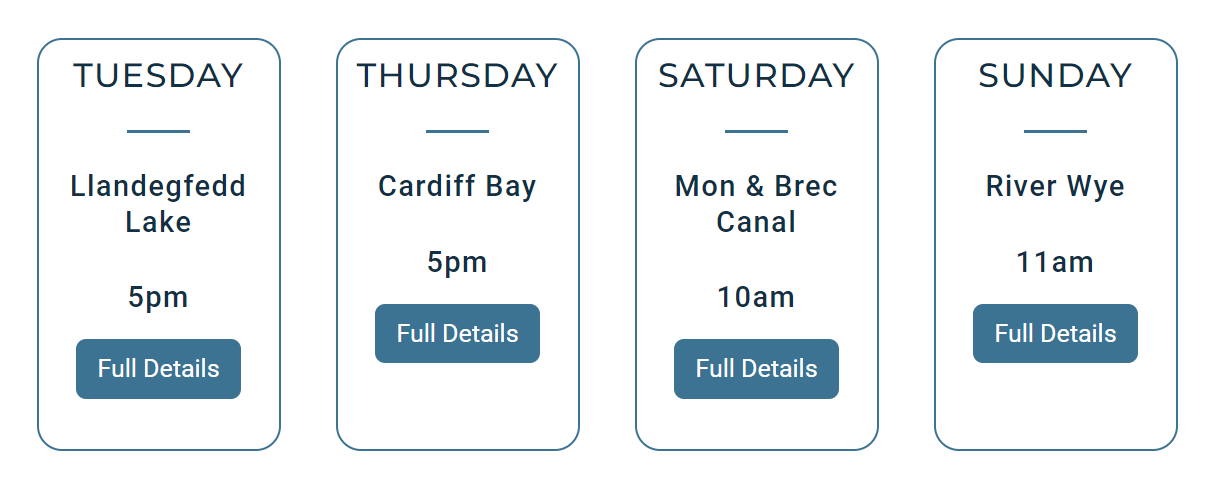 TUESDAY
Llandegfedd
Lake
5pm
Full Details
THURSDAY
Cardiff Bay
5pm
Full Details
SATURDAY
Mon & Brec
Canal
10am
Full Details
SUNDAY
River Wye
11am
Full Details